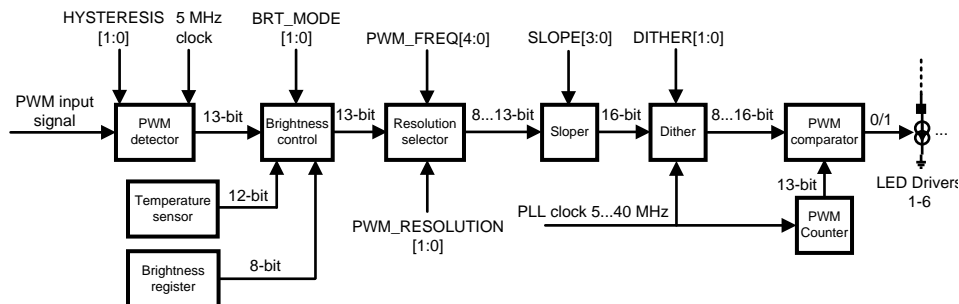 HYSTERESIS
[1:0]
5 MHz
clock
BRT_MODE
[1:0]
PWM_FREQ[4:0]
SLOPE[3:0]
DITHER[1:0]
PWM input
signal
PWM
detector
13-bit
Brightness
control
13-bit
Resolution
selector
8...13-bit
Sloper
16-bit
Dither
8...16-bit
PWM
comparator
0/1
...
LED Drivers
1-6
Temperature
sensor
12-bit
PWM_RESOLUTION
[1:0]
PLL clock 5...40 MHz
13-bit
PWM
Counter
Brightness
register
8-bit